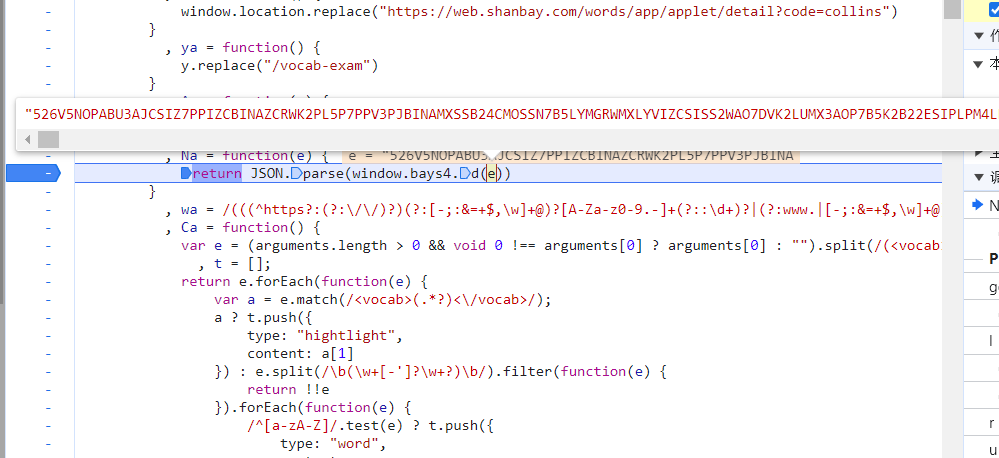 window.location.replace("https://web.shanbay.com/words/app/applet/detail?code=collins")
}
, ya = function() {
y.replace("/vocab-exam")
}
"526V5NOPABU3AJCSIZ7PPIZCBINAZCRWK2PL5P7PPV3PJBINAMXSSB24CMOSSN7B5LYMGRWMXLYVIZCSISS2WAO7DVK2LUMX3AOP7B5K2B22ESIPLPM4L
, Na = function(e) { e = "526V5NOPABU3AJCSIZ7PPIZCBINAZCRWK2PL5P7PPV3PJBINA
return JSON.parse(window.bays4.d(e))
}
, wa = /(((^https?:(?:\/\/)?)(?:[-;:&=+$,\w]+@)?[A-Za-z0-9.-]+(?::\d+)?|(?:www.|[-;:&=+$,\w]+@
, Ca = function() {
var e = (arguments.length > 0 && void 0 !== arguments[0] ? arguments[0] : "").split(/(<vocab
, t = [];
return e.forEach(function(e) {
var a = e.match(/<vocab>(.*?)<\/vocab>/);
a ? t.push({
type: "hightlight",
content: a[1]
}) : e.split(/\b(\w+[-']?\w+?)\b/).filter(function(e) {
return !!e
}).forEach(function(e) {
/^[a-zA-Z]/.test(e) ? t.push({
type: "word",
作
本
调
N
P
g
l
r
u